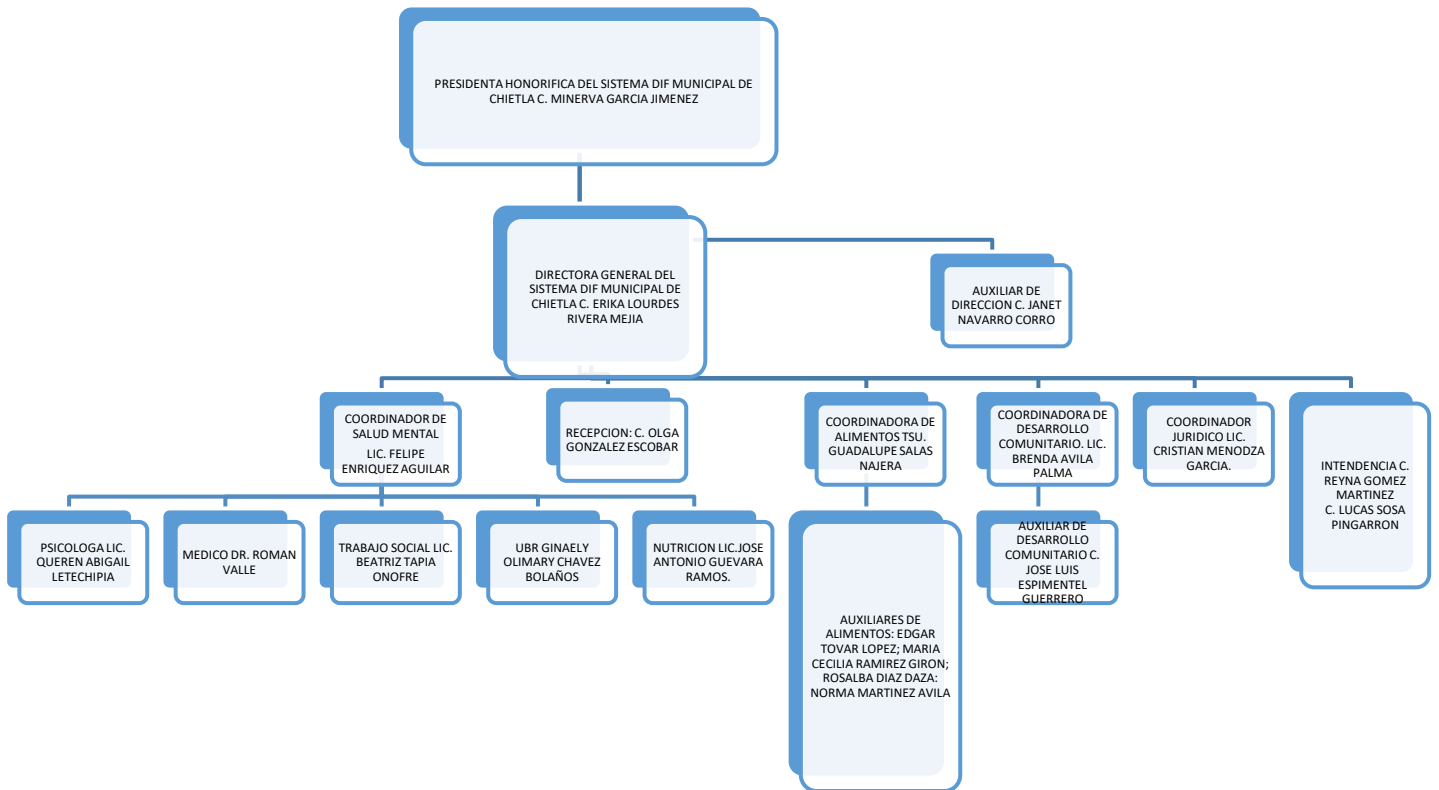 PRESIDENTA HONORIFICA DEL SISTEMA DIF MUNICIPAL DE
CHIETLA C. MINERVA GARCIA JIMENEZ
DIRECTORA GENERAL DEL
SISTEMA DIF MUNICIPAL DE
CHIETLA C. ERIKA LOURDES
RIVERA MEJIA
AUXILIAR DE
DIRECCION C. JANET
NAVARRO CORRO
COORDINADOR DE
SALUD MENTAL
LIC. FELIPE
ENRIQUEZ AGUILAR
RECEPCION: C. OLGA
GONZALEZ ESCOBAR
COORDINADORA DE
ALIMENTOS TSU.
GUADALUPE SALAS
NAJERA
COORDINADORA DE
DESARROLLO
COMUNITARIO. LIC.
BRENDA AVILA
PALMA
COORDINADOR
JURIDICO LIC.
CRISTIAN MENODZA
GARCIA.
INTENDENCIA C.
REYNA GOMEZ
MARTINEZ
C. LUCAS SOSA
PINGARRON
PSICOLOGA LIC.
QUEREN ABIGAIL
LETECHIPIA
MEDICO DR. ROMAN
VALLE
TRABAJO SOCIAL LIC.
BEATRIZ TAPIA
ONOFRE
UBR GINAELY
OLIMARY CHAVEZ
BOLAÑOS
NUTRICION LIC.JOSE
ANTONIO GUEVARA
RAMOS.
AUXILIARES DE
ALIMENTOS: EDGAR
TOVAR LOPEZ; MARIA
CECILIA RAMIREZ GIRON;
ROSALBA DIAZ DAZA:
NORMA MARTINEZ AVILA
AUXILIAR DE
DESARROLLO
COMUNITARIO C.
JOSE LUIS
ESPIMENTEL
GUERRERO